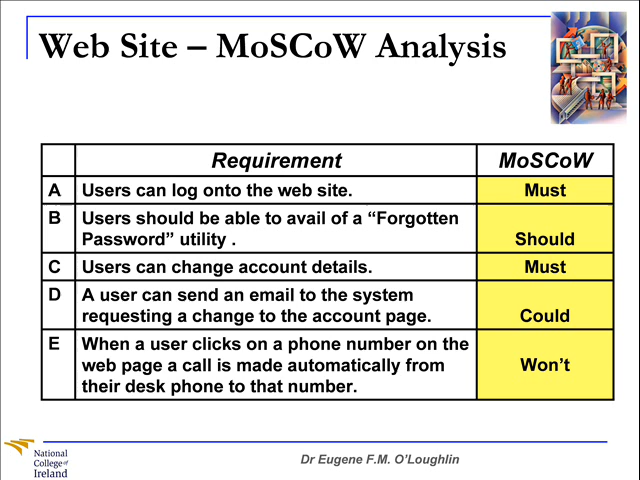 Web Site – MoSCoW Analysis
Requirement MoSCoW
A Users can log onto the web site. Must
B Users should be able to avail of a “Forgotten
Password” utility . Should
C Users can change account details. Must
D A user can send an email to the system
requesting a change to the account page. Could
E When a user clicks on a phone number on the
web page a call is made automatically from Won’t
their desk phone to that number.
National
College of
Ireland
Dr Eugene F.M. O’Loughlin